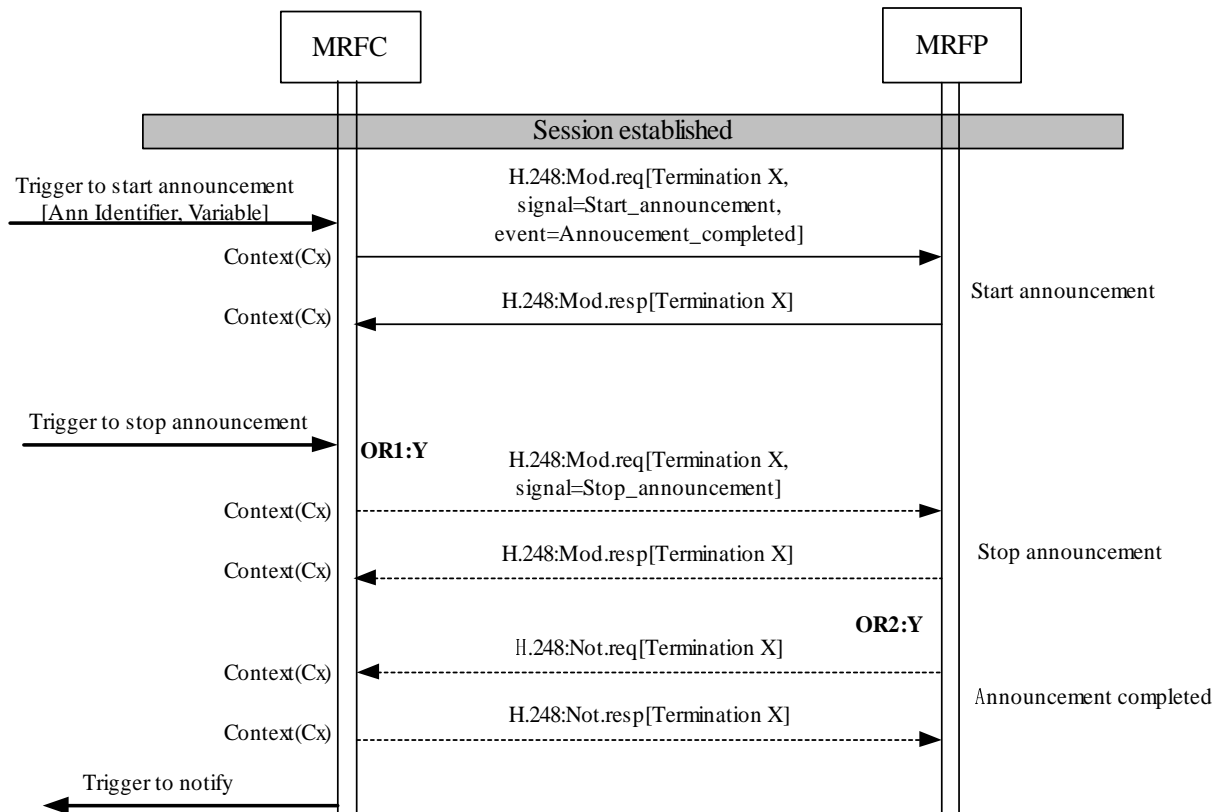 MRFC
MRFP
Session established
Trigger to start announcement
[Ann Identifier, Variable]
H.248:Mod.req[Termination X,
signal=Start_announcement,
event=Annoucement_completed]
Context(Cx)
Start announcement
H.248:Mod.resp[Termination X]
Context(Cx)
Trigger to stop announcement
OR1:Y
H.248:Mod.req[Termination X,
signal=Stop_announcement]
Context(Cx)
Stop announcement
H.248:Mod.resp[Termination X]
Context(Cx)
OR2:Y
H.248:Not.req[Termination X]
Context(Cx)
Announcement completed
H.248:Not.resp[Termination X]
Context(Cx)
Trigger to notify